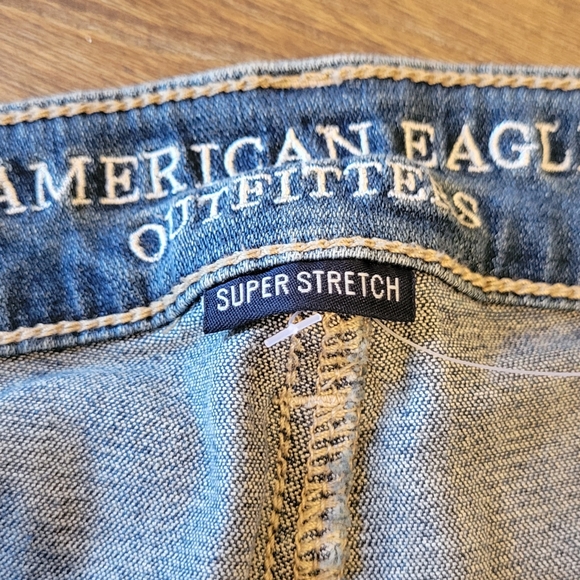 AMERICAN EAGL
OUTFITTERS
SUPER STRETCH